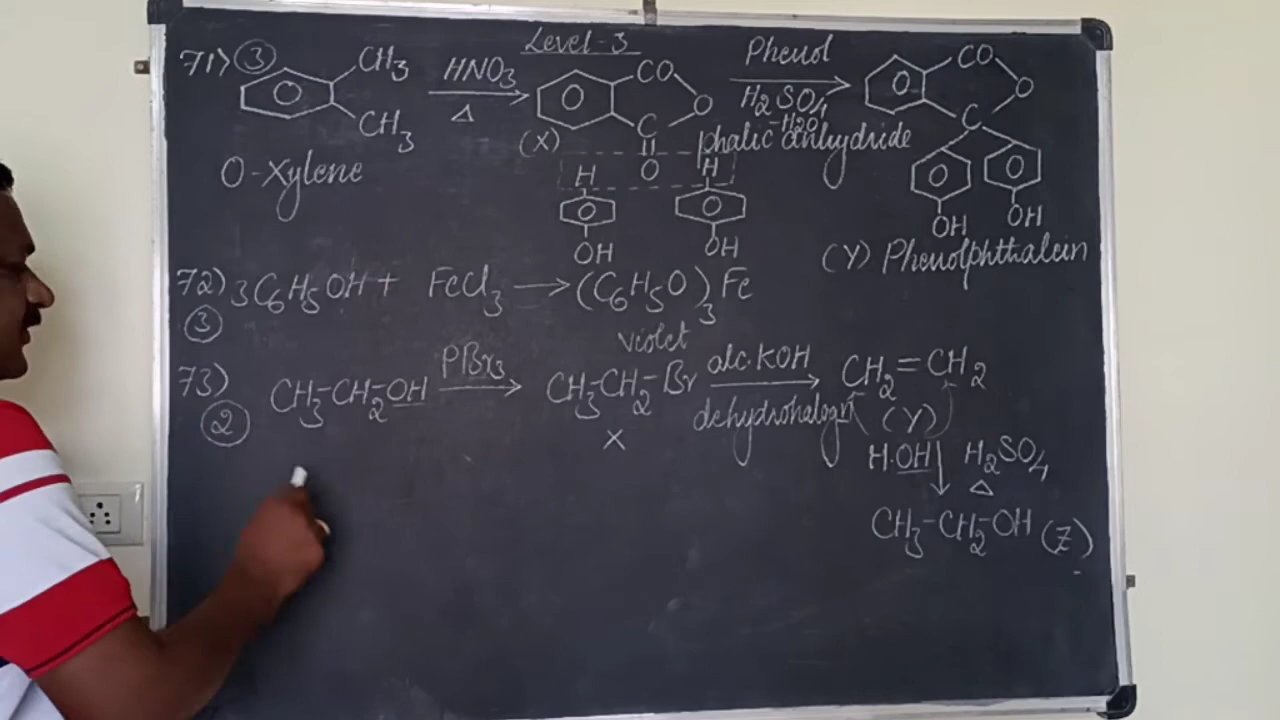 Level-3
71) 3 CH3 CH3 HNO3 Δ CO O C O (X) Phenol H2SO4 -H2O CO O C
O-Xylene phalic anhydride
H H
OH OH OH OH
(Y) Phenolphthalein
72) 3C6H5OH + FeCl3 → (C6H5O)3Fe
3 violet
73) CH3-CH2-OH PBr3 → CH3-CH2-Br alc.KOH → CH2=CH2
2 X dehydrohalogn (Y)
H.OH H2SO4
Δ
CH3-CH2-OH (Z)